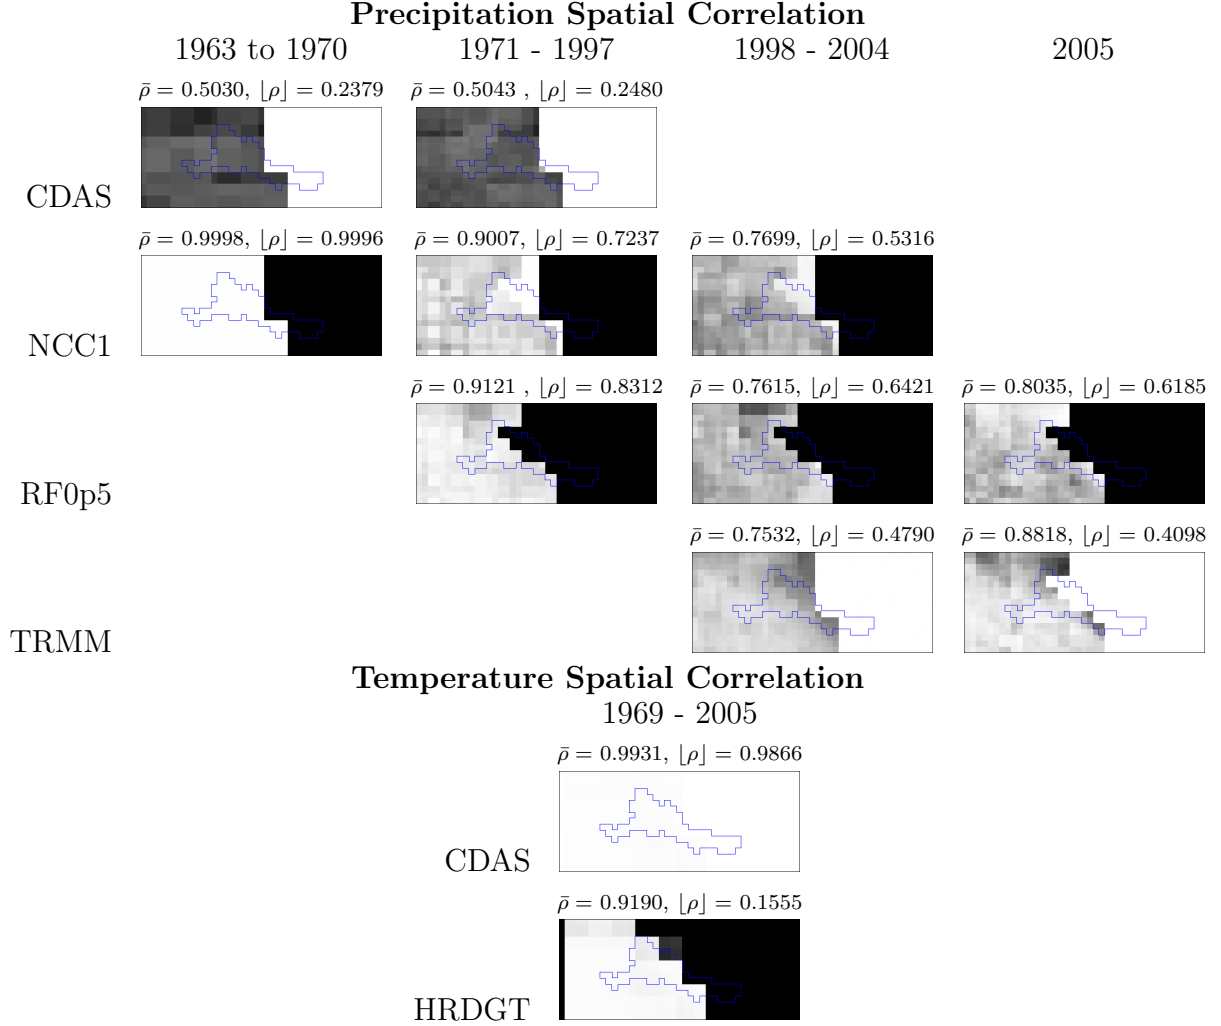 Precipitation Spatial Correlation
1963 to 1970 1971 - 1997 1998 - 2004 2005
ρ̄ = 0.5030, ⌊ρ⌋ = 0.2379 ρ̄ = 0.5043 , ⌊ρ⌋ = 0.2480
CDAS
ρ̄ = 0.9998, ⌊ρ⌋ = 0.9996 ρ̄ = 0.9007, ⌊ρ⌋ = 0.7237 ρ̄ = 0.7699, ⌊ρ⌋ = 0.5316
NCC1
ρ̄ = 0.9121 , ⌊ρ⌋ = 0.8312 ρ̄ = 0.7615, ⌊ρ⌋ = 0.6421 ρ̄ = 0.8035, ⌊ρ⌋ = 0.6185
RF0p5
ρ̄ = 0.7532, ⌊ρ⌋ = 0.4790 ρ̄ = 0.8818, ⌊ρ⌋ = 0.4098
TRMM
Temperature Spatial Correlation
1969 - 2005
ρ̄ = 0.9931, ⌊ρ⌋ = 0.9866
CDAS
ρ̄ = 0.9190, ⌊ρ⌋ = 0.1555
HRDGT